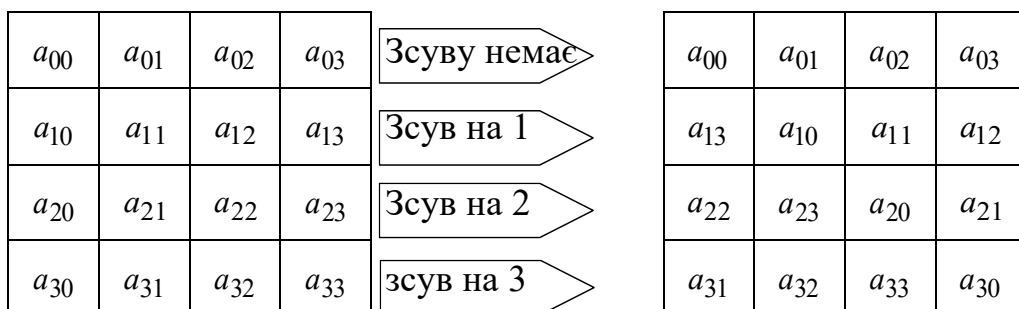 a00 a01 a02 a03 Зсуву немає a00 a01 a02 a03
a10 a11 a12 a13 Зсув на 1 a13 a10 a11 a12
a20 a21 a22 a23 Зсув на 2 a22 a23 a20 a21
a30 a31 a32 a33 зсув на 3 a31 a32 a33 a30